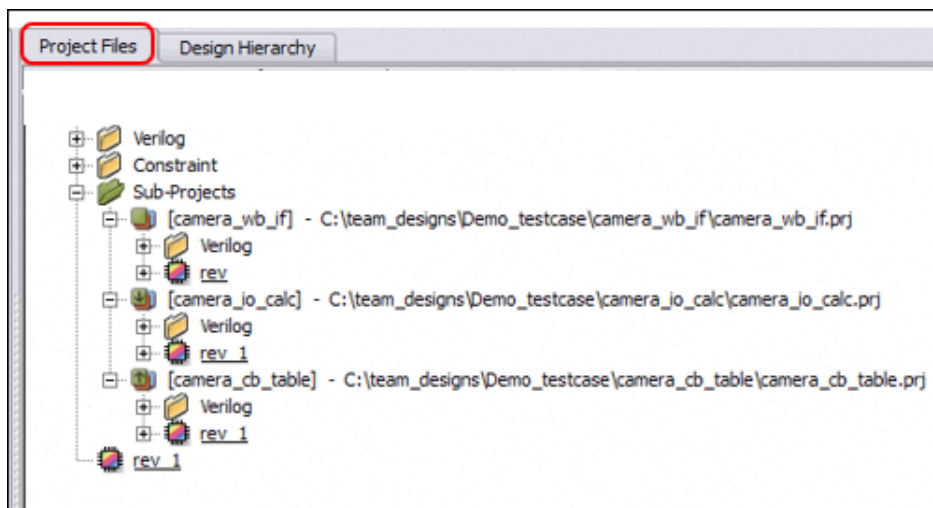 Project Files Design Hierarchy
Verilog
Constraint
Sub-Projects
[camera_wb_if] - C:\team_designs\Demo_testcase\camera_wb_if\camera_wb_if.prj
Verilog
rev
[camera_io_calc] - C:\team_designs\Demo_testcase\camera_io_calc\camera_io_calc.prj
Verilog
rev_1
[camera_cb_table] - C:\team_designs\Demo_testcase\camera_cb_table\camera_cb_table.prj
Verilog
rev_1
rev_1